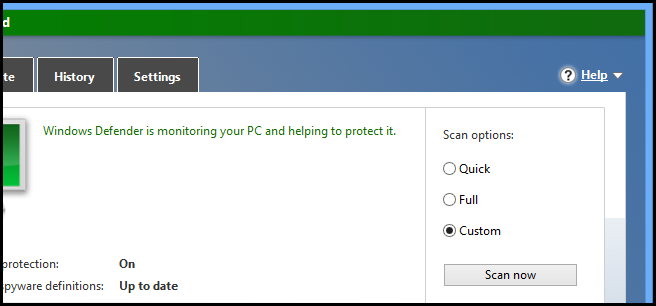 d
te History Settings Help
Windows Defender is monitoring your PC and helping to protect it.
Scan options:
Quick
Full
Custom
protection: On
spyware definitions: Up to date
Scan now